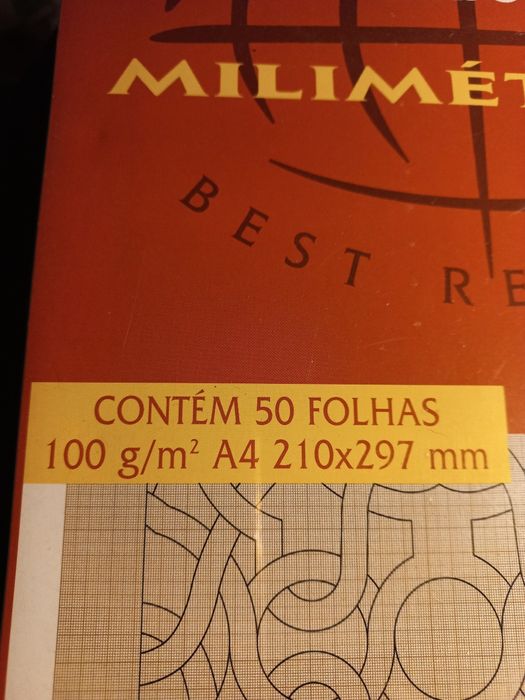 MILIMÉT
BEST RE
CONTÉM 50 FOLHAS
100 g/m² A4 210x297 mm